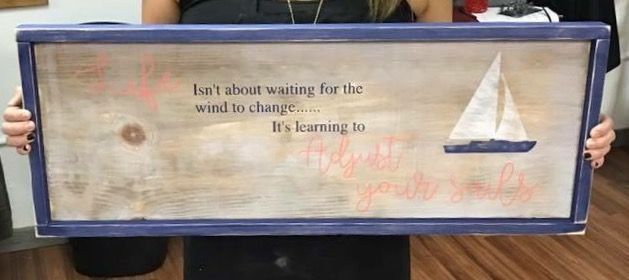 Life
Isn't about waiting for the
wind to change......
It's learning to
Adjust
your sails